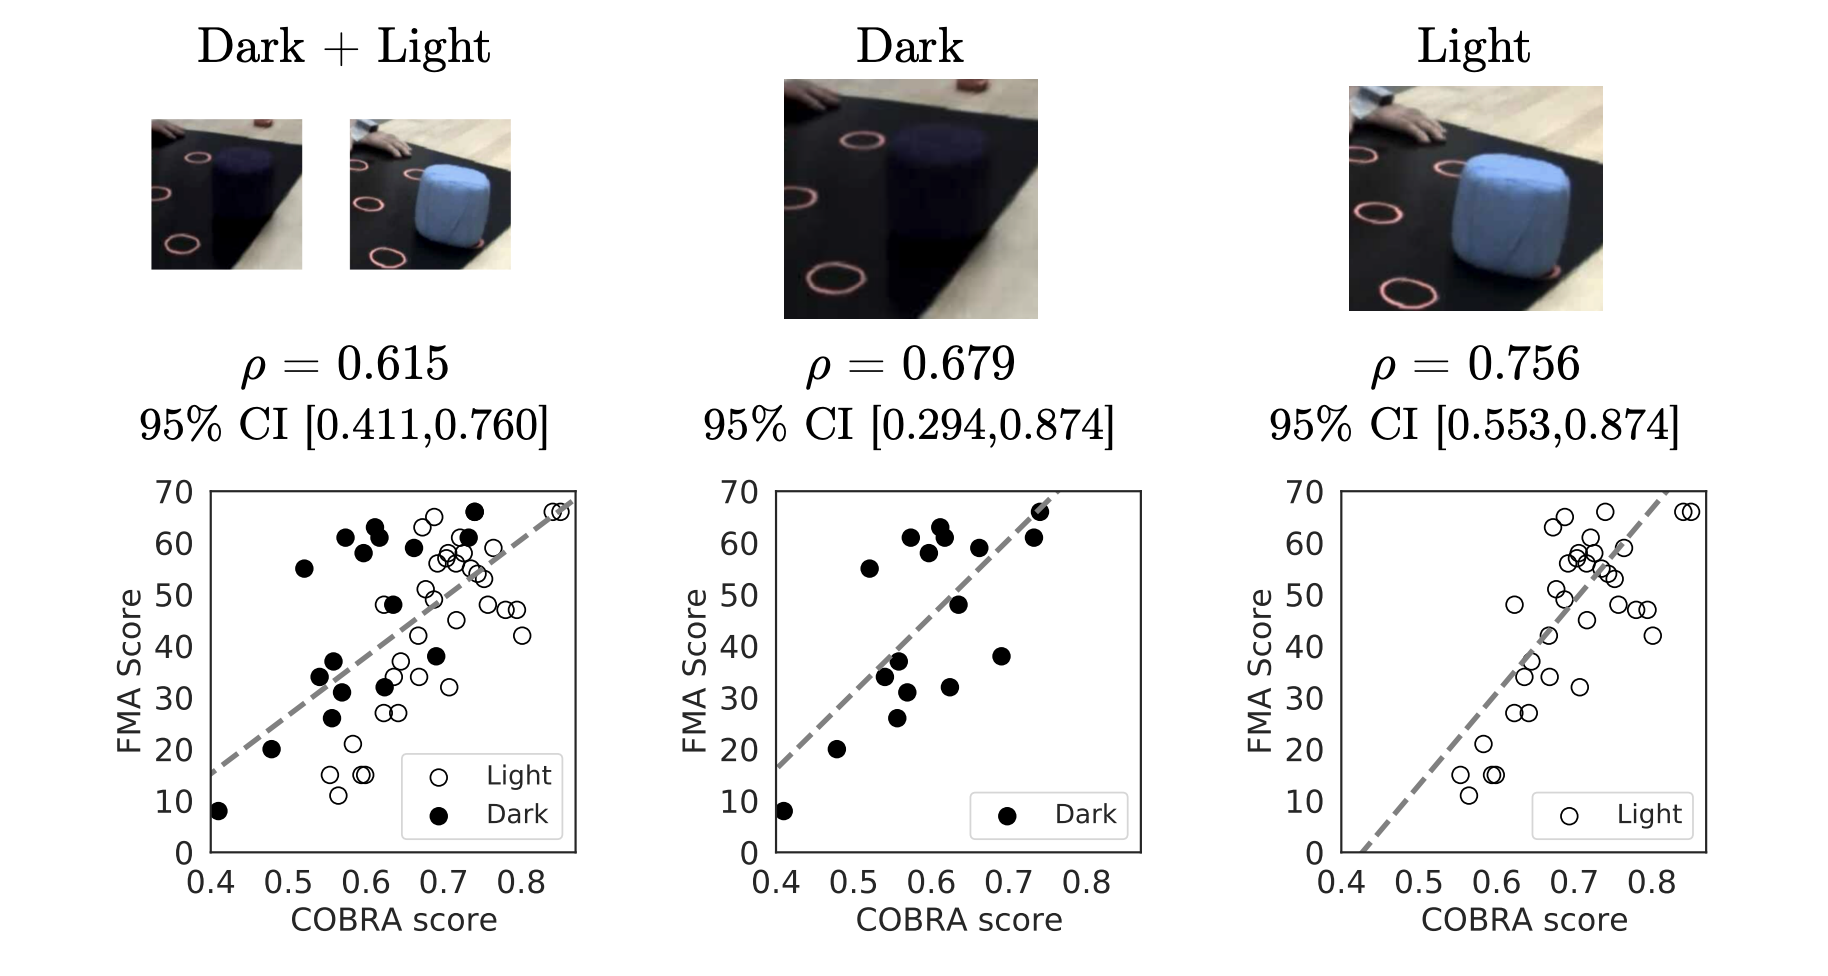 Dark + Light
ρ = 0.615
95% CI [0.411,0.760]
70
60
50
40
30
20
10
0
FMA Score
Light
Dark
0.4 0.5 0.6 0.7 0.8
COBRA score
Dark
ρ = 0.679
95% CI [0.294,0.874]
70
60
50
40
30
20
10
0
FMA Score
Dark
0.4 0.5 0.6 0.7 0.8
COBRA score
Light
ρ = 0.756
95% CI [0.553,0.874]
70
60
50
40
30
20
10
0
FMA Score
Light
0.4 0.5 0.6 0.7 0.8
COBRA score